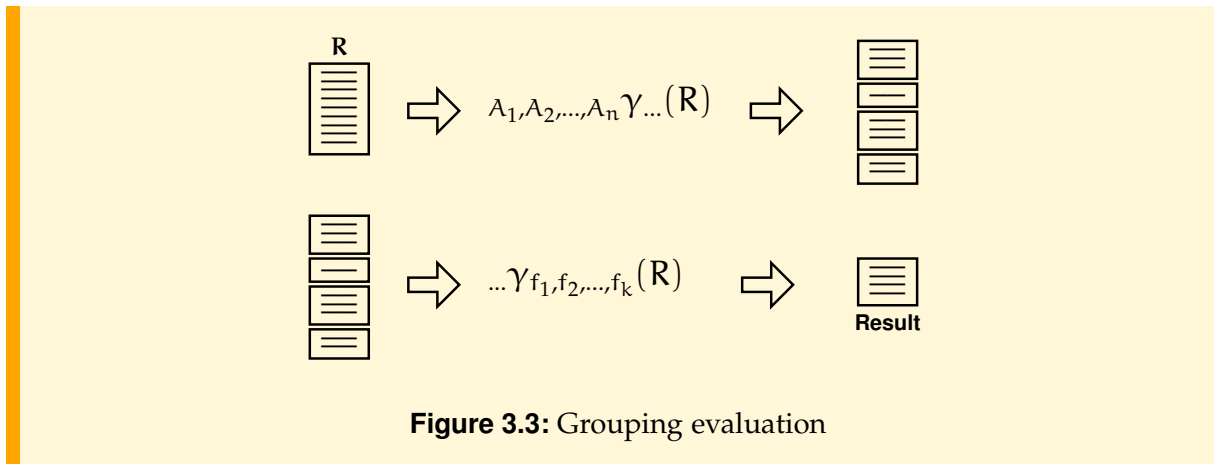 R
A₁,A₂,...,Aₙγ...(R)
...γf₁,f₂,...,fₖ(R)
Result
Figure 3.3: Grouping evaluation